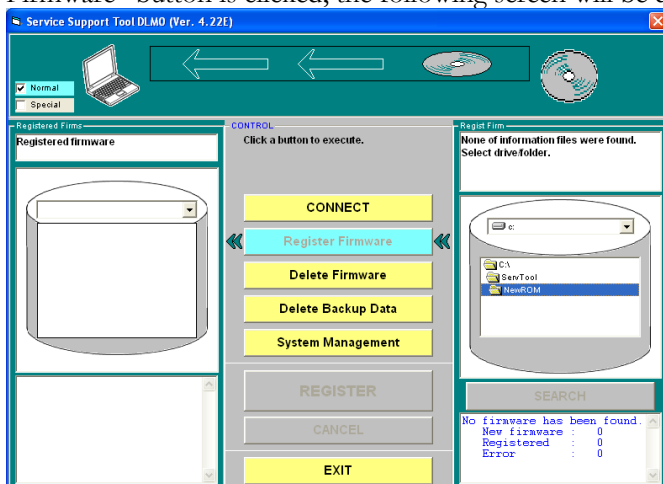 Firmware" button is clicked, the following screen will be
Service Support Tool DLMO (Ver. 4.22E)
Normal
Special
Registered Firms
Registered firmware
CONTROL
Click a button to execute.
CONNECT
Register Firmware
Delete Firmware
Delete Backup Data
System Management
REGISTER
CANCEL
EXIT
Regist Firm
None of information files were found.
Select drive/folder.
c:
C:\
ServTool
NewROM
SEARCH
No firmware has been found.
New firmware : 0
Registered : 0
Error : 0